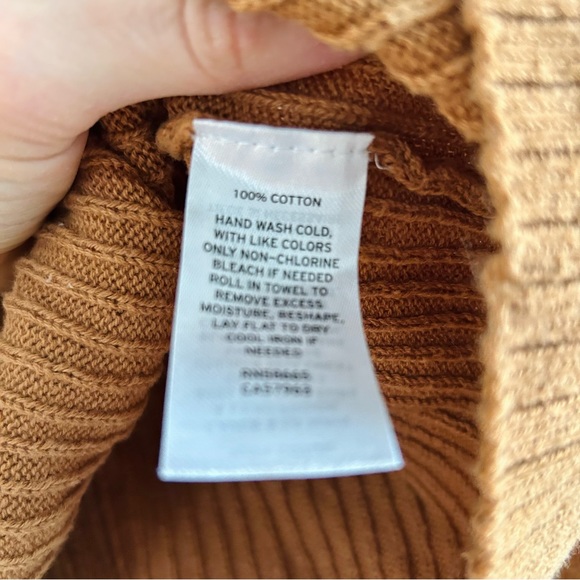 100% COTTON
HAND WASH COLD,
WITH LIKE COLORS
ONLY NON-CHLORINE
BLEACH IF NEEDED
ROLL IN TOWEL TO
REMOVE EXCESS
MOISTURE, RESHAPE,
LAY FLAT TO DRY
COOL IRON IF
NEEDED